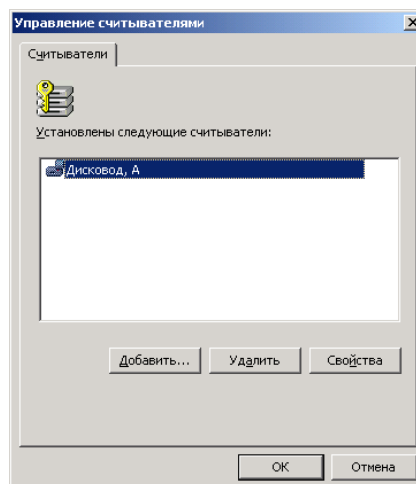 Управление считывателями
Считыватели
Установлены следующие считыватели:
Дисковод, А
Добавить... Удалить Свойства
ОК Отмена